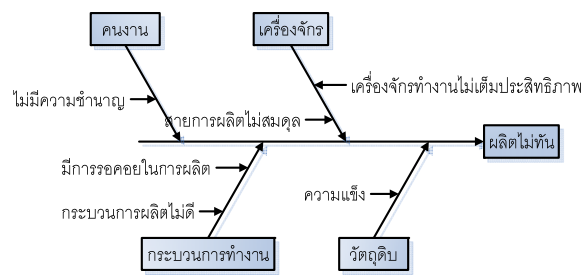 คนงาน
เครื่องจักร
เครื่องจักรทำงานไม่เต็มประสิทธิภาพ
ไม่มีความชำนาญ
สายการผลิตไม่สมดุล
ผลิตไม่ทัน
มีการรอคอยในการผลิต
ความแข็ง
กระบวนการผลิตไม่ดี
กระบวนการทำงาน
วัตถุดิบ